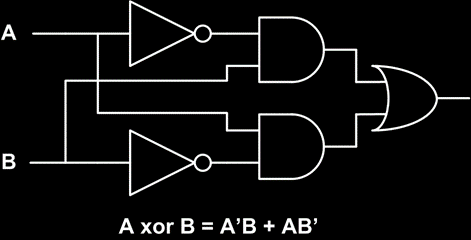 A
B
A xor B = A’B + AB’